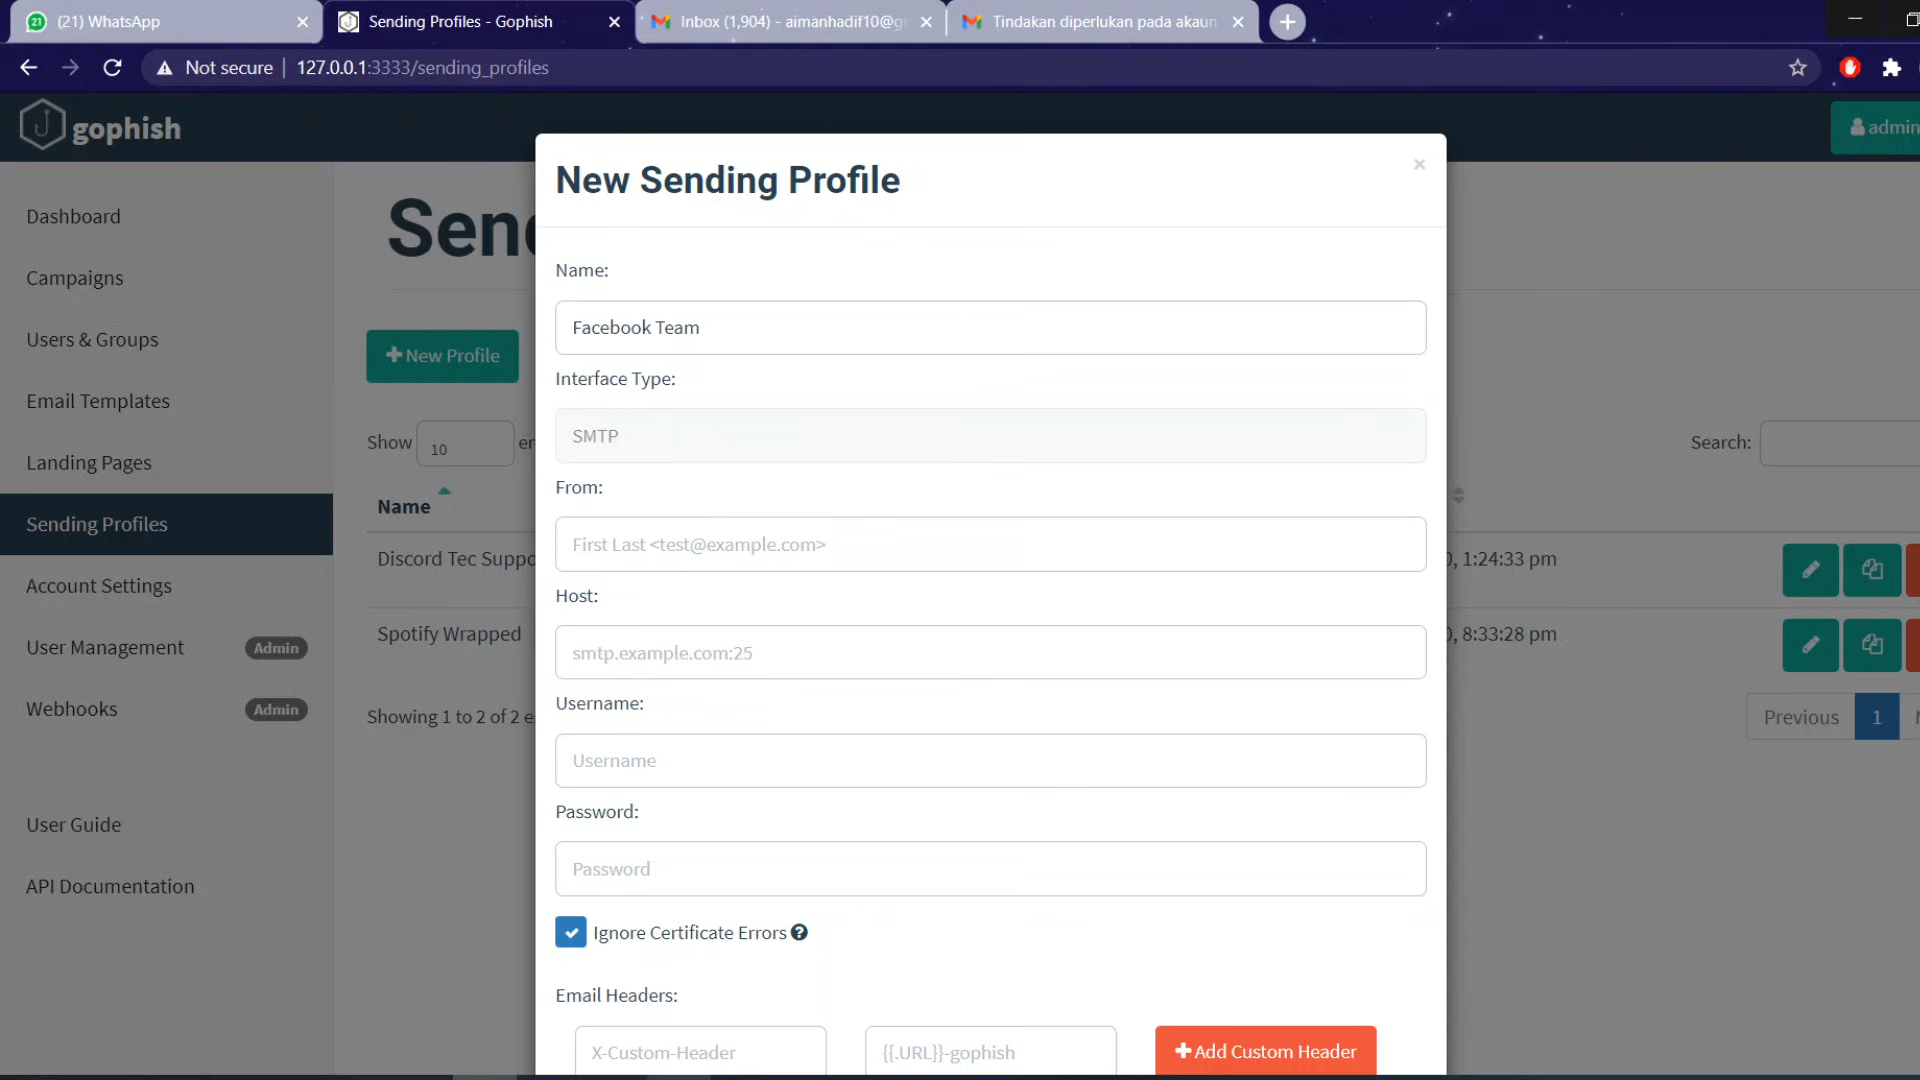 (21) WhatsApp
Sending Profiles - Gophish
Inbox (1,904) - aimanhadif10@g
Tindakan diperlukan pada akaun
Not secure
127.0.0.1:3333/sending_profiles
gophish
admin
Dashboard
Campaigns
Users & Groups
Email Templates
Landing Pages
Sending Profiles
Account Settings
User Management Admin
Webhooks Admin
User Guide
API Documentation
Send
New Profile
Show 10 en
Search:
Name
Discord Tec Suppo
0, 1:24:33 pm
Spotify Wrapped
0, 8:33:28 pm
Showing 1 to 2 of 2 e
Previous 1 N
New Sending Profile
×
Name:
Facebook Team
Interface Type:
SMTP
From:
First Last <test@example.com>
Host:
smtp.example.com:25
Username:
Username
Password:
Password
Ignore Certificate Errors
Email Headers:
X-Custom-Header
{{.URL}}-gophish
Add Custom Header